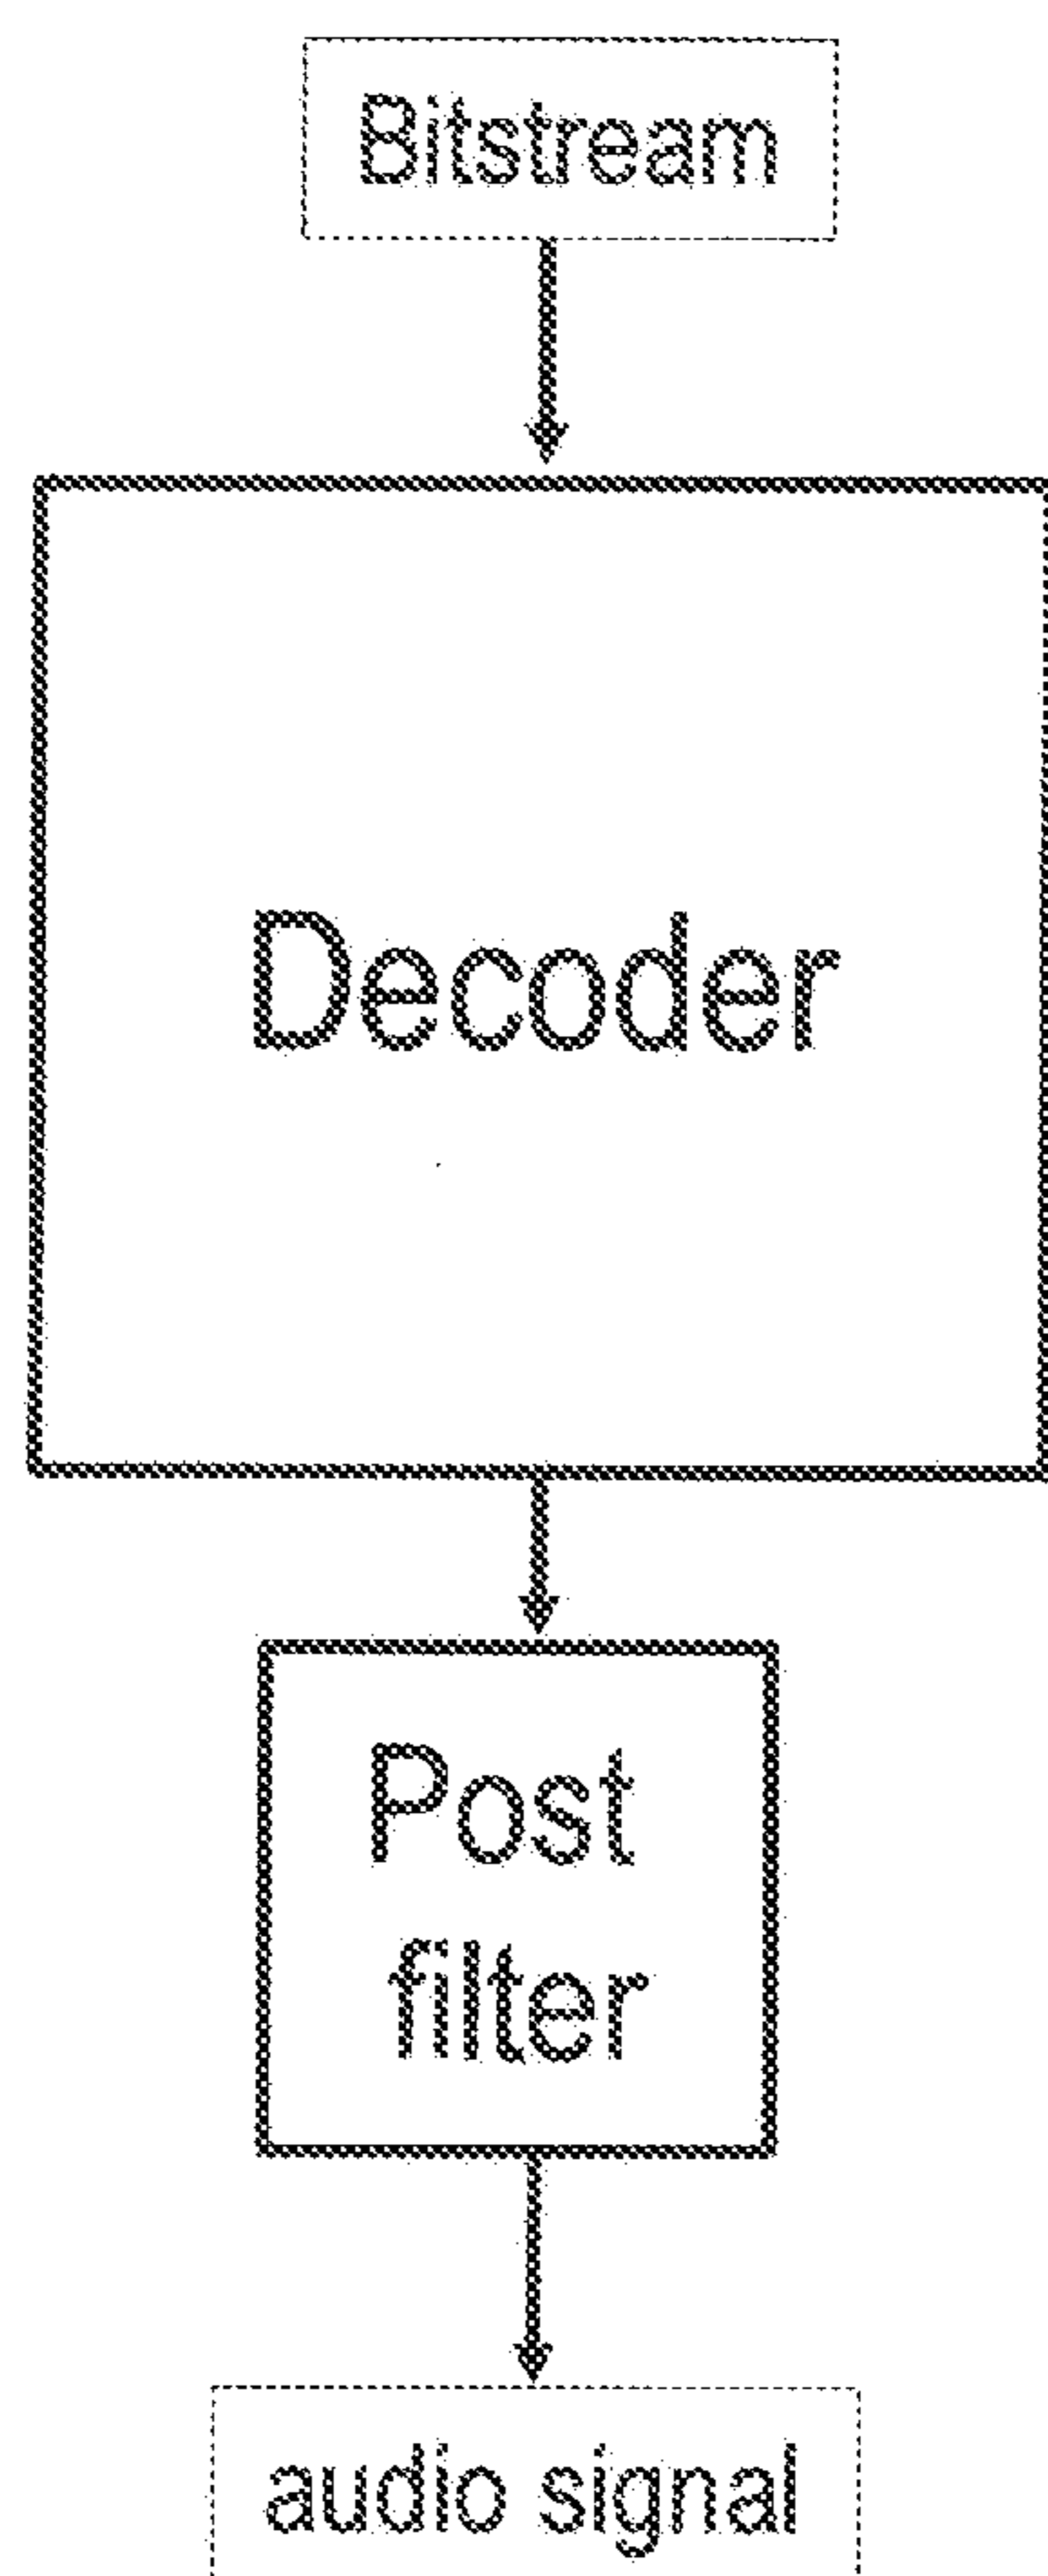 Bitstream
Decoder
Post
filter
audio signal